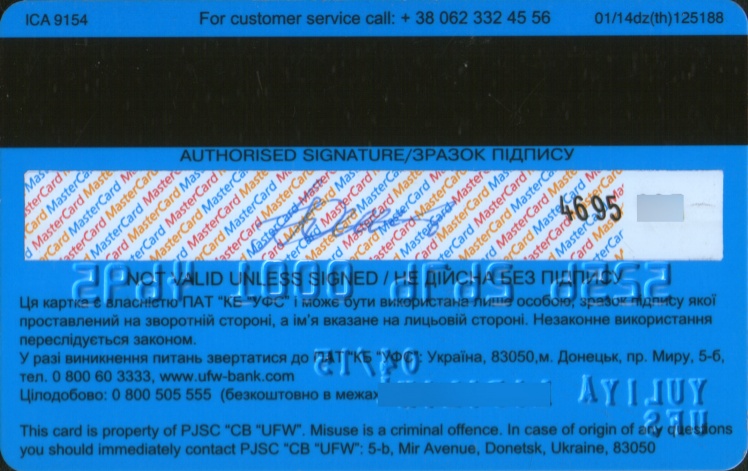 ICA 9154 For customer service call: + 38 062 332 45 56 01/14dz(th)125188
AUTHORISED SIGNATURE/ЗРАЗОК ПІДПИСУ
4695
NOT VALID UNLESS SIGNED / НЕ ДІЙСНА БЕЗ ПІДПИСУ
Ця картка є власністю ПАТ "КБ "УФС" і може бути використана лише особою, зразок підпису якої
проставлений на зворотній стороні, а ім'я вказане на лицьовій стороні. Незаконне використання
переслідується законом.
04/15
У разі виникнення питань звертатися до ПАТ"КБ "УФС": Україна, 83050,м. Донецьк, пр. Миру, 5-б,
тел. 0 800 60 3333, www.ufw-bank.com
YULIYA
Цілодобово: 0 800 505 555 (безкоштовно в межах
UFS
This card is property of PJSC "CB "UFW". Misuse is a criminal offence. In case of origin of any questions
you should immediately contact PJSC "CB "UFW": 5-b, Mir Avenue, Donetsk, Ukraine, 83050